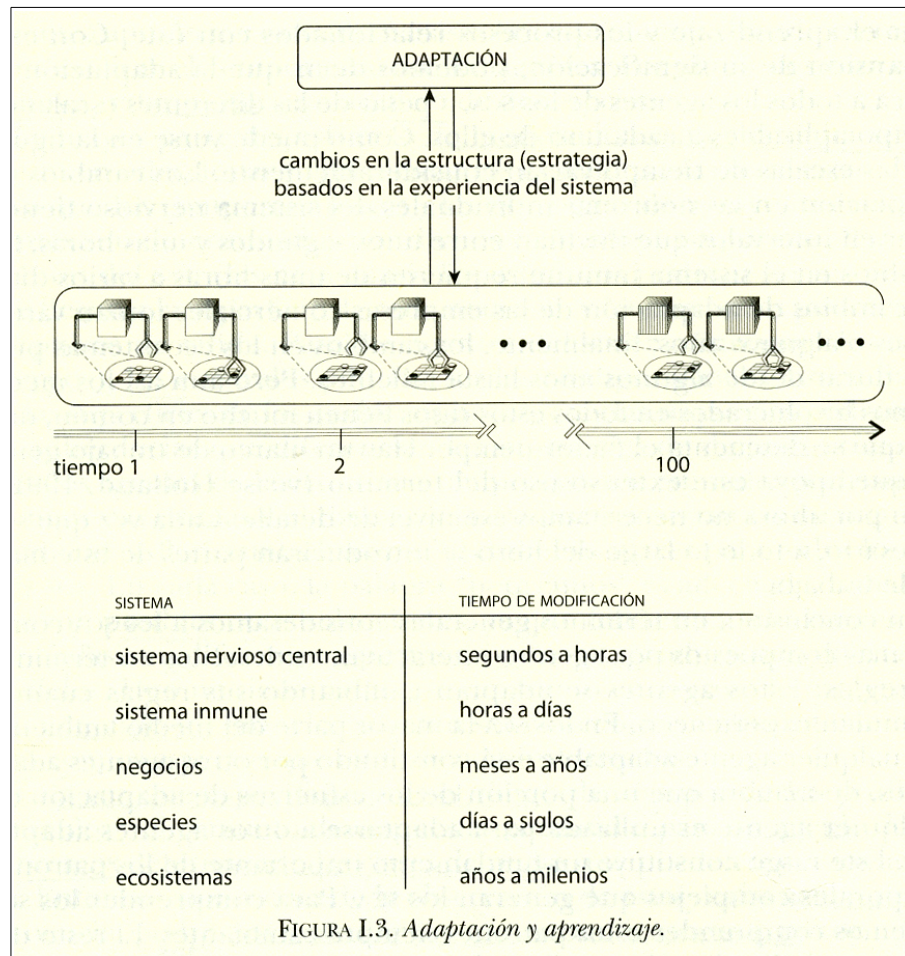 ADAPTACIÓN
cambios en la estructura (estrategia)
basados en la experiencia del sistema
tiempo 1 2 100
SISTEMA TIEMPO DE MODIFICACIÓN
sistema nervioso central segundos a horas
sistema inmune horas a días
negocios meses a años
especies días a siglos
ecosistemas años a milenios
FIGURA I.3. Adaptación y aprendizaje.